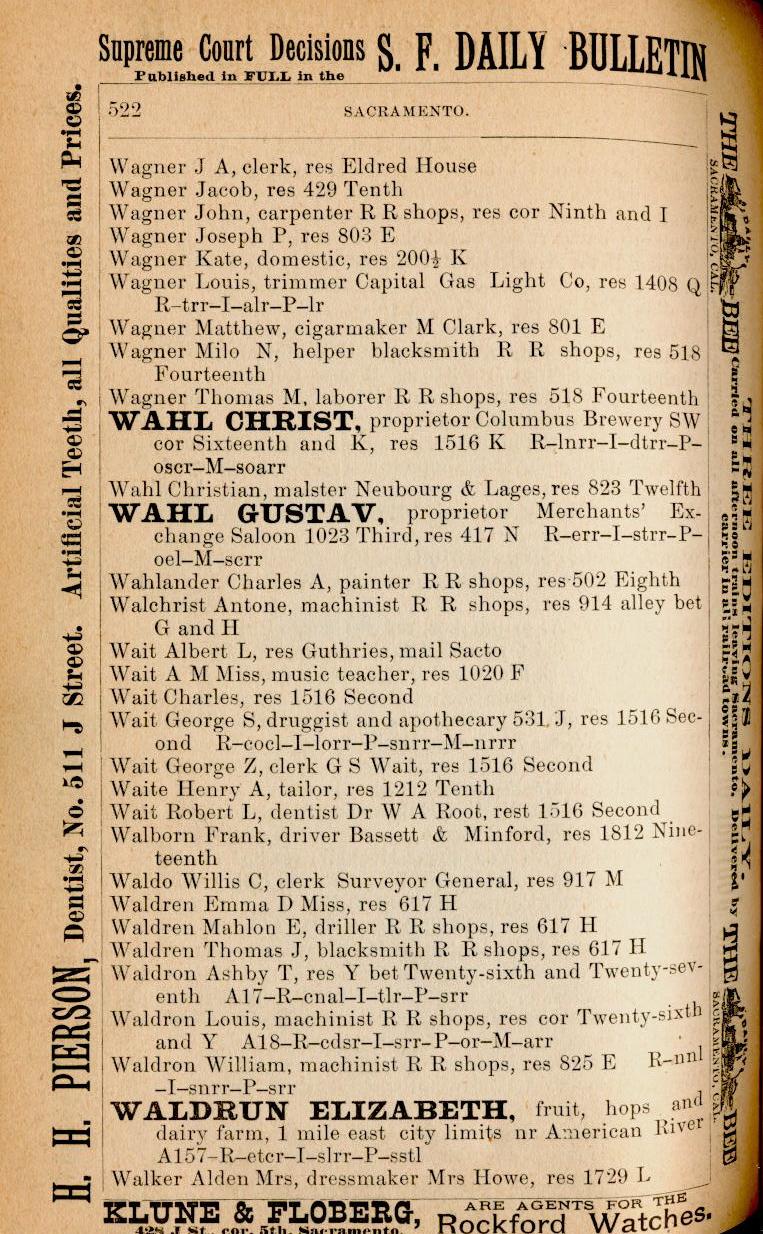 Supreme Court Decisions S. F. DAILY BULLETIN
Published in FULL in the
522 SACRAMENTO.
Wagner J A, clerk, res Eldred House
Wagner Jacob, res 429 Tenth
Wagner John, carpenter R R shops, res cor Ninth and I
Wagner Joseph P, res 803 E
Wagner Kate, domestic, res 200½ K
Wagner Louis, trimmer Capital Gas Light Co, res 1408 Q
R–trr–I–alr–P–lr
Wagner Matthew, cigarmaker M Clark, res 801 E
Wagner Milo N, helper blacksmith R R shops, res 518
Fourteenth
Wagner Thomas M, laborer R R shops, res 518 Fourteenth
WAHL CHRIST, proprietor Columbus Brewery SW
cor Sixteenth and K, res 1516 K R–lnrr–I–dtrr–P–
oscr–M–soarr
Wahl Christian, malster Neubourg & Lages, res 823 Twelfth
WAHL GUSTAV, proprietor Merchants' Ex-
change Saloon 1023 Third, res 417 N R–err–I–strr–P–
oel–M–scrr
Wahlander Charles A, painter R R shops, res 502 Eighth
Walchrist Antone, machinist R R shops, res 914 alley bet
G and H
Wait Albert L, res Guthries, mail Sacto
Wait A M Miss, music teacher, res 1020 F
Wait Charles, res 1516 Second
Wait George S, druggist and apothecary 531 J, res 1516 Sec-
ond R–cocl–I–lorr–P–snrr–M–nrrr
Wait George Z, clerk G S Wait, res 1516 Second
Waite Henry A, tailor, res 1212 Tenth
Wait Robert L, dentist Dr W A Root, rest 1516 Second
Walborn Frank, driver Bassett & Minford, res 1812 Nine-
teenth
Waldo Willis C, clerk Surveyor General, res 917 M
Waldren Emma D Miss, res 617 H
Waldren Mahlon E, driller R R shops, res 617 H
Waldren Thomas J, blacksmith R R shops, res 617 H
Waldron Ashby T, res Y bet Twenty-sixth and Twenty-sev-
enth A17–R–cnal–I–tlr–P–srr
Waldron Louis, machinist R R shops, res cor Twenty-sixth
and Y A18–R–cdsr–I–srr–P–or–M–arr
Waldron William, machinist R R shops, res 825 E R–nnl
–I–snrr–P–srr
WALDRUN ELIZABETH, fruit, hops and
dairy farm, 1 mile east city limits nr American River
A157–R–etcr–I–slrr–P–sstl
Walker Alden Mrs, dressmaker Mrs Howe, res 1729 L
KLUNE & FLOBERG, ARE AGENTS FOR THE
428 J St., cor. 5th, Sacramento. Rockford Watches.
H. H. PIERSON, Dentist, No. 511 J Street. Artificial Teeth, all Qualities and Prices.
THE DAILY BEE
SACRAMENTO, CAL.
THREE EDITIONS DAILY.
Carried on all afternoon trains leaving Sacramento. Delivered by
carrier in all railroad towns.
THE DAILY BEE
SACRAMENTO, CAL.